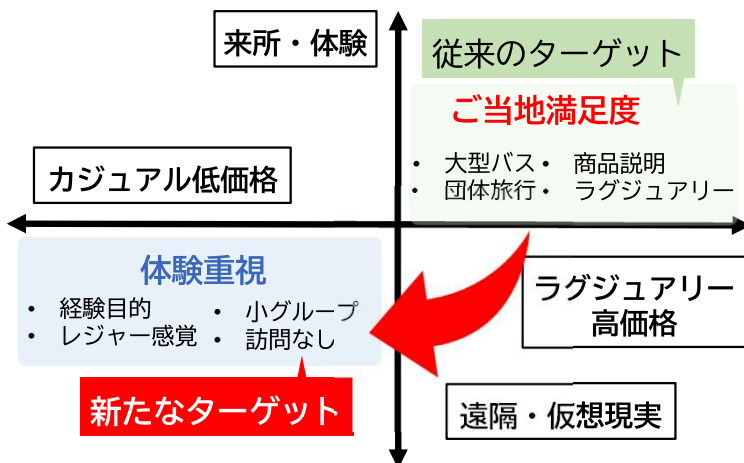 来所・体験
従来のターゲット
ご当地満足度
• 大型バス • 商品説明
• 団体旅行 • ラグジュアリー
カジュアル低価格
体験重視
• 経験目的 • 小グループ
• レジャー感覚 • 訪問なし
新たなターゲット
ラグジュアリー
高価格
遠隔・仮想現実